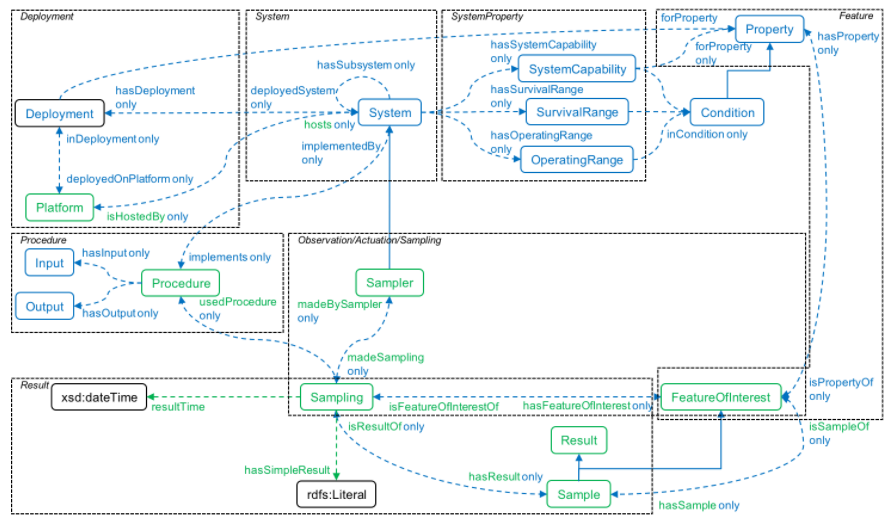 Deployment
System
SystemProperty
Feature
forProperty
Property
hasProperty
only
hasSystemCapability
only
forProperty
only
hasSubsystem only
SystemCapability
hasDeployment
only
deployedSystem
only
hasSurvivalRange
only
Deployment
System
SurvivalRange
Condition
hosts only
inDeployment only
implementedBy
only
hasOperatingRange
only
inCondition only
OperatingRange
deployedOnPlatform only
Platform
isHostedBy only
Procedure
Observation/Actuation/Sampling
hasInput only
Input
implements only
Procedure
Sampler
Output
hasOutput only
usedProcedure
only
madeBySampler
only
madeSampling
only
Result
xsd:dateTime
resultTime
Sampling
isFeatureOfInterestOf
hasFeatureOfInterest only
FeatureOfInterest
isPropertyOf
only
isResultOf only
isSampleOf
only
Result
hasSimpleResult
hasResult only
rdfs:Literal
Sample
hasSample only